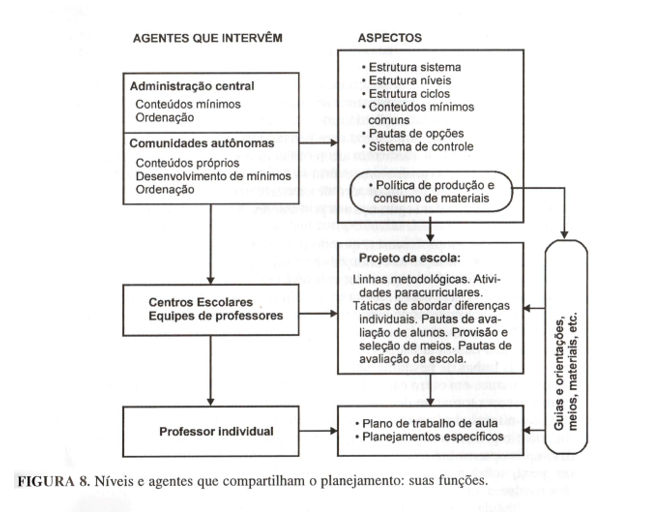 AGENTES QUE INTERVÊM
ASPECTOS
Administração central
Conteúdos mínimos
Ordenação
Comunidades autônomas
Conteúdos próprios
Desenvolvimento de mínimos
Ordenação
• Estrutura sistema
• Estrutura níveis
• Estrutura ciclos
• Conteúdos mínimos
comuns
• Pautas de opções
• Sistema de controle
• Política de produção e
consumo de materiais
Centros Escolares
Equipes de professores
Projeto da escola:
Linhas metodológicas. Ativi-
dades paracurriculares.
Táticas de abordar diferenças
individuais. Pautas de ava-
liação de alunos. Provisão e
seleção de meios. Pautas de
avaliação da escola.
Guias e orientações,
meios, materiais, etc.
Professor individual
• Plano de trabalho de aula
• Planejamentos específicos
FIGURA 8. Níveis e agentes que compartilham o planejamento: suas funções.